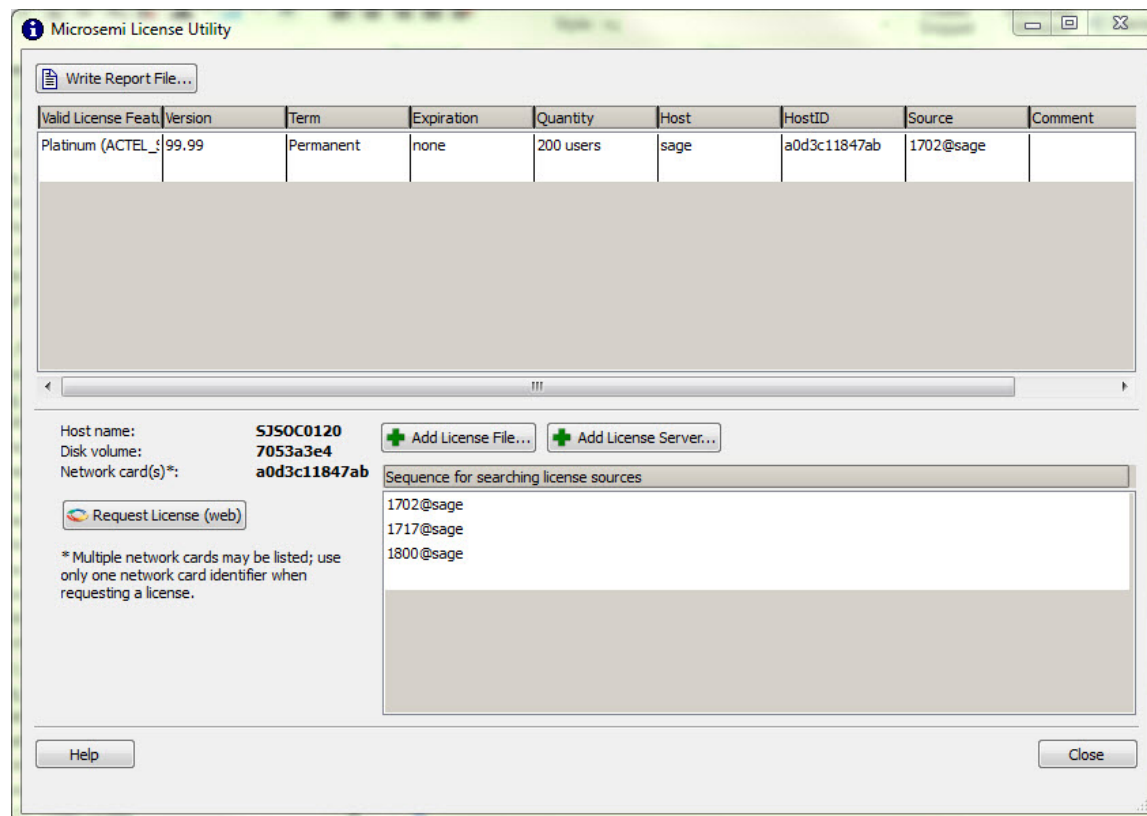 Microsemi License Utility
Write Report File...
Valid License Featu Version Term Expiration Quantity Host HostID Source Comment
Platinum (ACTEL_S 99.99 Permanent none 200 users sage a0d3c11847ab 1702@sage
Host name: SJSOC0120
Disk volume: 7053a3e4
Network card(s)*: a0d3c11847ab
Add License File... Add License Server...
Sequence for searching license sources
1702@sage
1717@sage
1800@sage
Request License (web)
* Multiple network cards may be listed; use
only one network card identifier when
requesting a license.
Help Close